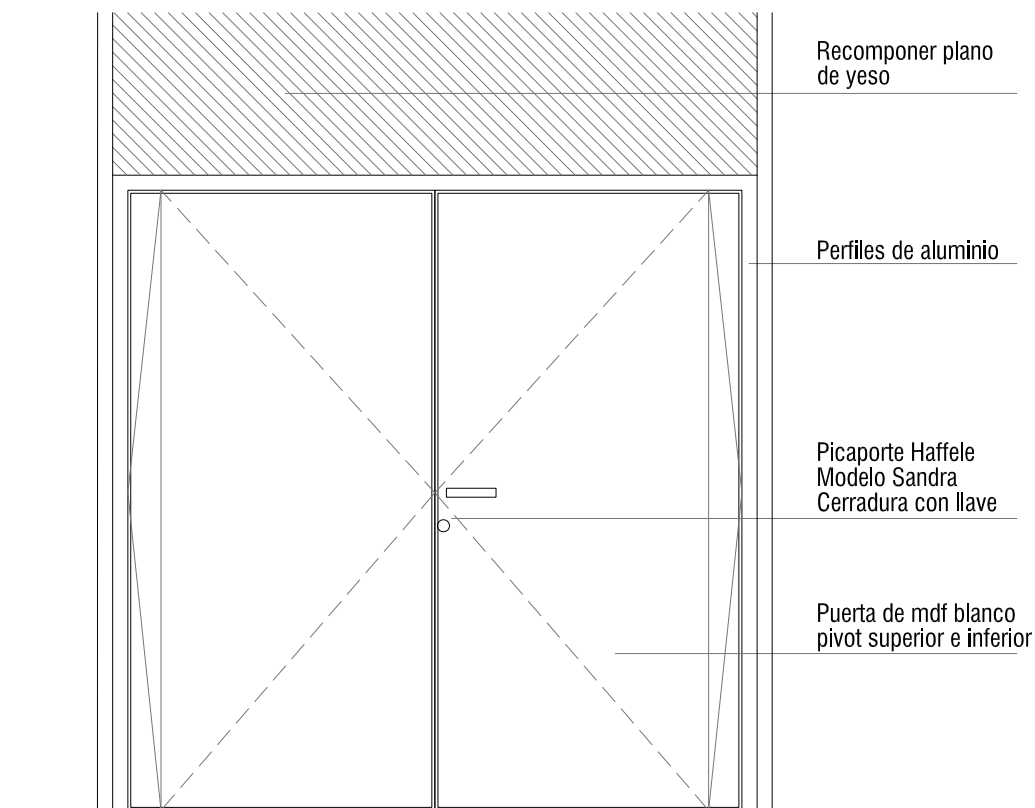 Recomponer plano
de yeso
Perfiles de aluminio
Picaporte Haffele
Modelo Sandra
Cerradura con llave
Puerta de mdf blanco
pivot superior e inferior